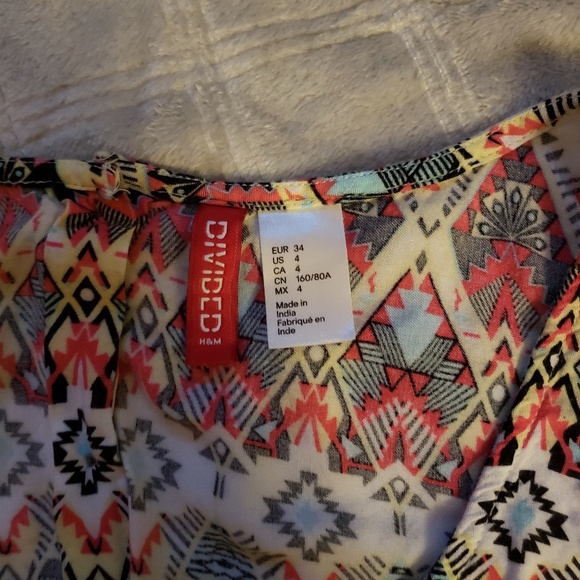 DIVIDED
H&M
EUR 34
US 4
CA 4
CN 160/80A
MX 4
Made in
India
Fabriqué en
Inde